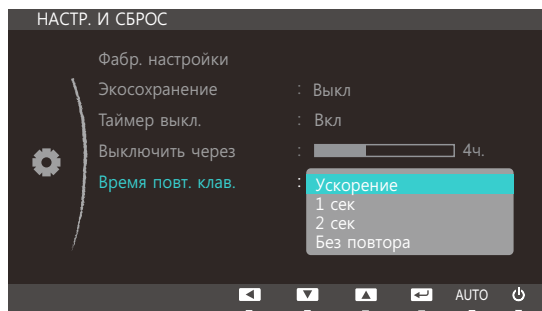 НАСТР. И СБРОС
Фабр. настройки
Экосохранение : Выкл
Таймер выкл. : Вкл
Выключить через : 4ч.
Время повт. клав. : Ускорение
1 сек
2 сек
Без повтора
AUTO